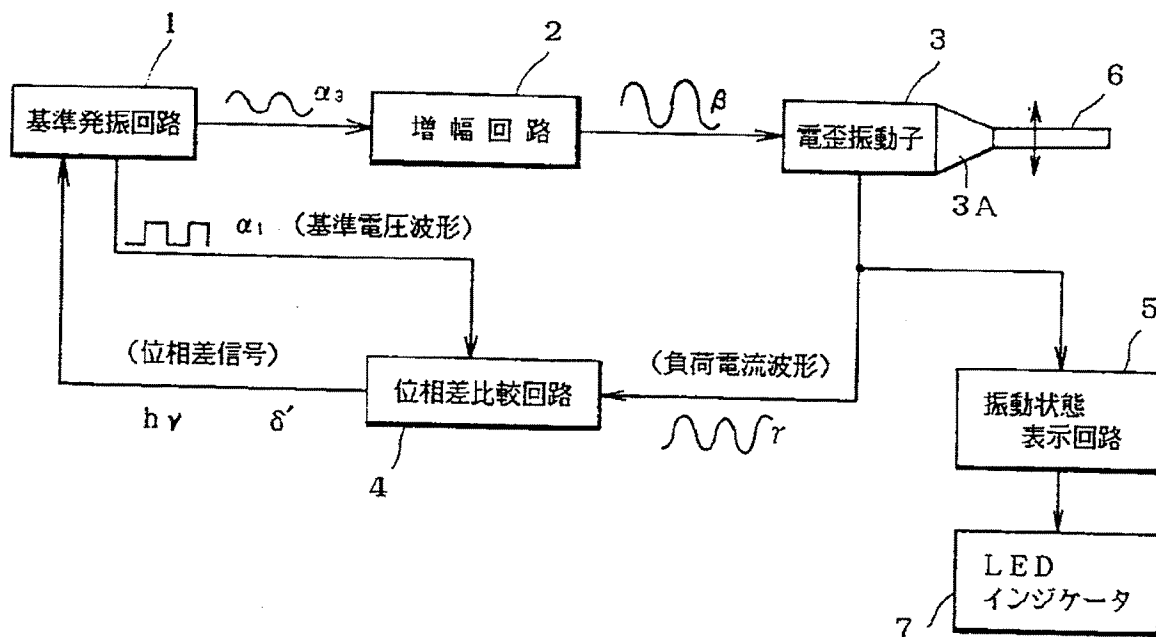 1
2
3
6
基準発振回路
α₃
増幅回路
β
電歪振動子
3A
α₁ (基準電圧波形)
5
(位相差信号)
(負荷電流波形)
位相差比較回路
振動状態
表示回路
hγ δ′
γ
4
LED
インジケータ
7